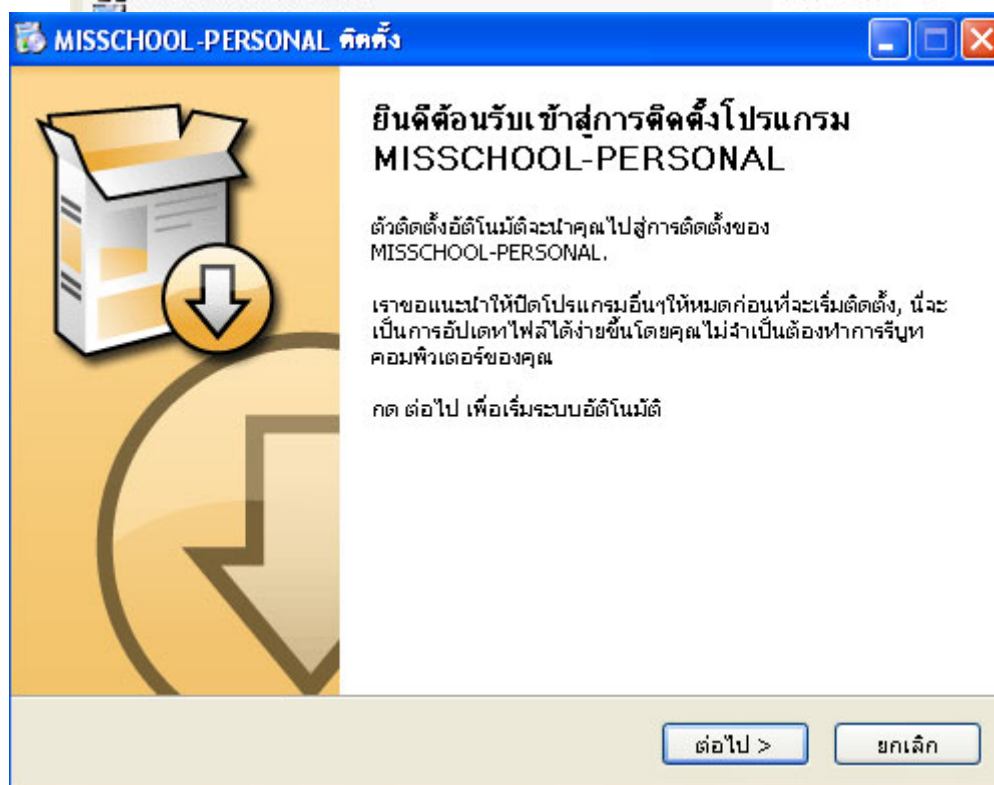 MISSCHOOL-PERSONAL ติดตั้ง
ยินดีต้อนรับเข้าสู่การติดตั้งโปรแกรม
MISSCHOOL-PERSONAL
ตัวติดตั้งอัติโนมัติจะนำคุณไปสู่การติดตั้งของ
MISSCHOOL-PERSONAL.
เราขอแนะนำให้ปิดโปรแกรมอื่นๆให้หมดก่อนที่จะเริ่มติดตั้ง, นี่จะ
เป็นการอัปเดทไฟล์ได้ง่ายขึ้นโดยคุณไม่จำเป็นต้องทำการรีบูท
คอมพิวเตอร์ของคุณ
กด ต่อไป เพื่อเริ่มระบบอัติโนมัติ
ต่อไป >
ยกเลิก